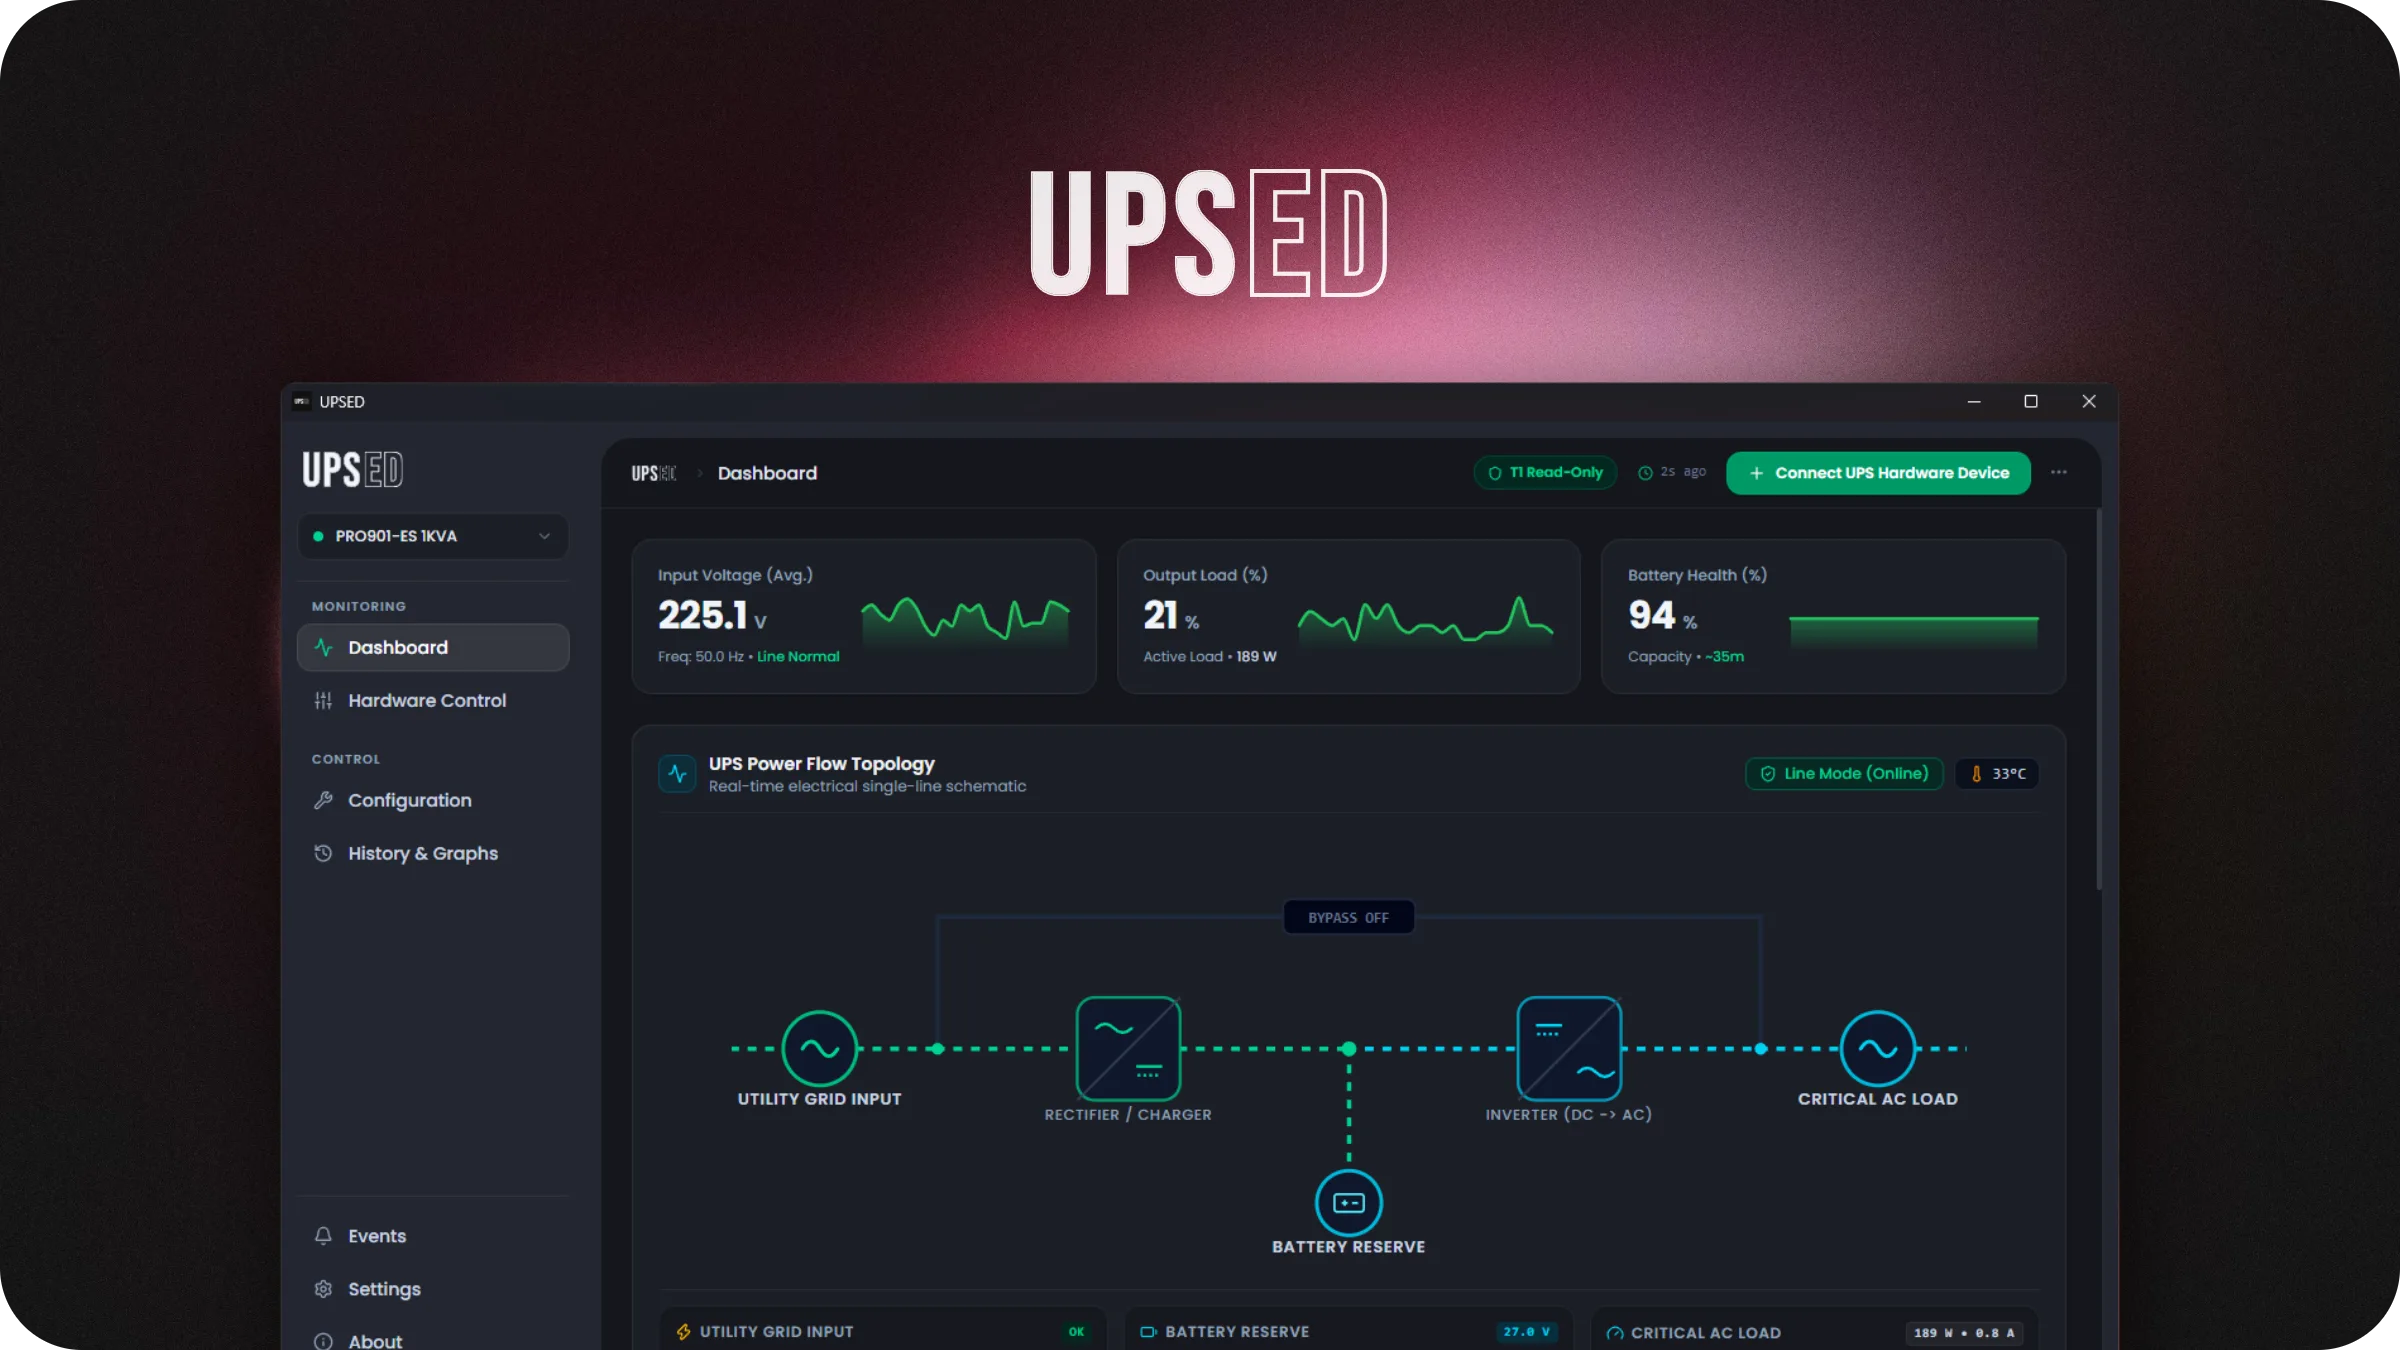 UPSED
UPSED
UPSED
PRO901-ES 1KVA
MONITORING
Dashboard
Hardware Control
CONTROL
Configuration
History & Graphs
Events
Settings
About
UPSED > Dashboard
T1 Read-Only
2s ago
+ Connect UPS Hardware Device
Input Voltage (Avg.)
225.1 V
Freq: 50.0 Hz • Line Normal
Output Load (%)
21 %
Active Load • 189 W
Battery Health (%)
94 %
Capacity • ~35m
UPS Power Flow Topology
Real-time electrical single-line schematic
Line Mode (Online)
33°C
BYPASS OFF
UTILITY GRID INPUT
RECTIFIER / CHARGER
INVERTER (DC -> AC)
CRITICAL AC LOAD
BATTERY RESERVE
UTILITY GRID INPUT
OK
BATTERY RESERVE
27.0 V
CRITICAL AC LOAD
189 W • 0.8 A